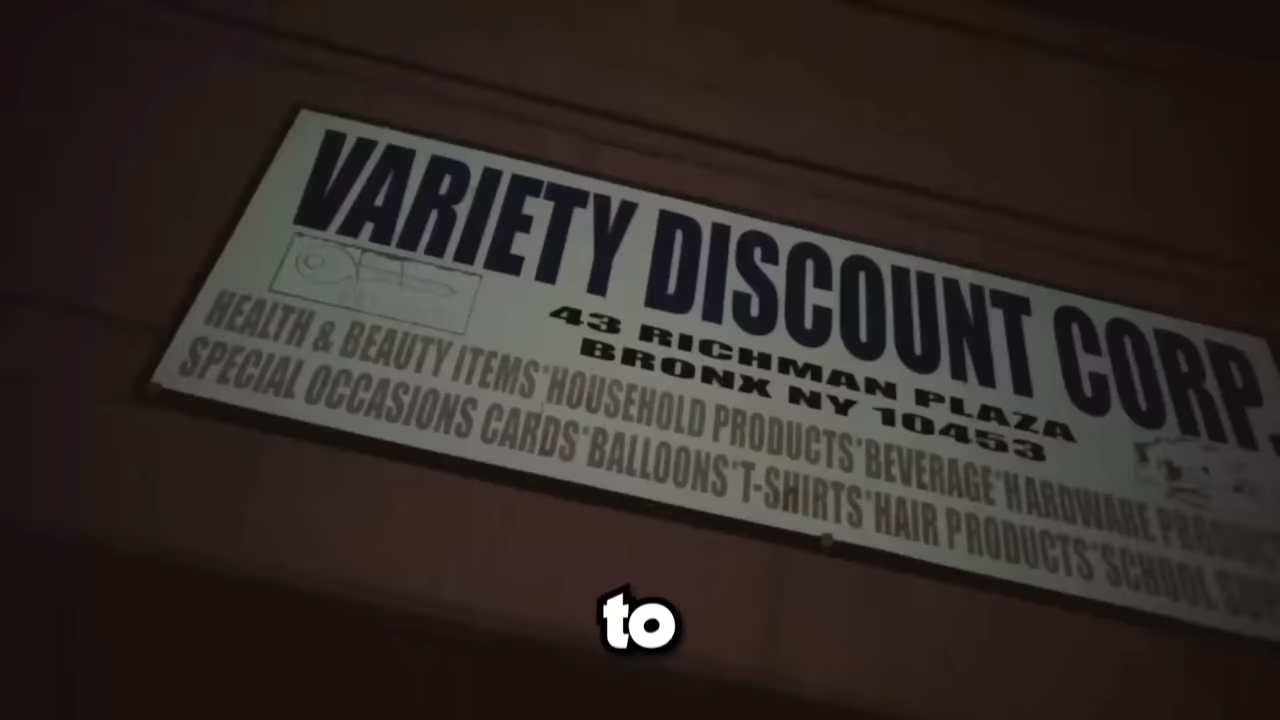 VARIETY DISCOUNT CORP.
43 RICHMAN PLAZA
BRONX NY 10453
HEALTH & BEAUTY ITEMS*HOUSEHOLD PRODUCTS*BEVERAGE*HARDWARE
SPECIAL OCCASIONS CARDS*BALLOONS*T-SHIRTS*HAIR PRODUCTS*SCHOOL
to